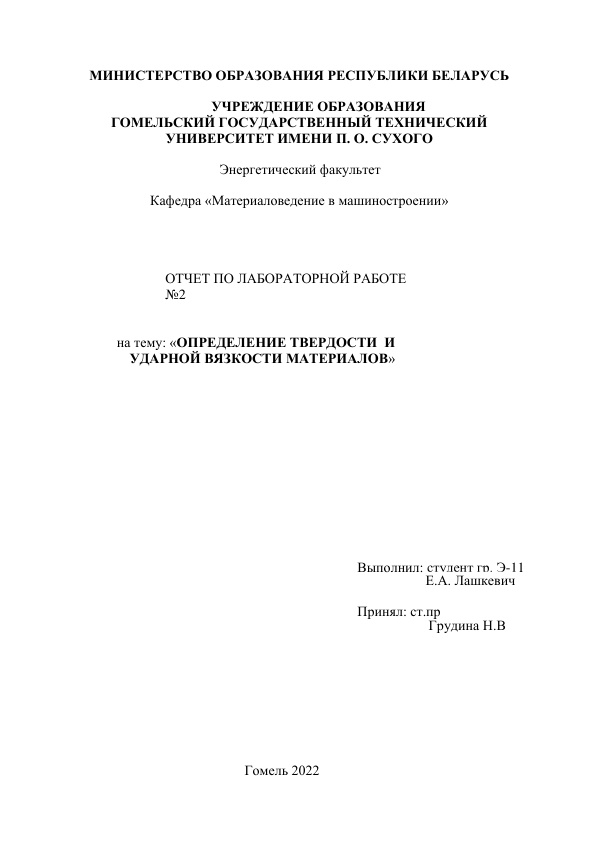 МИНИСТЕРСТВО ОБРАЗОВАНИЯ РЕСПУБЛИКИ БЕЛАРУСЬ
УЧРЕЖДЕНИЕ ОБРАЗОВАНИЯ
ГОМЕЛЬСКИЙ ГОСУДАРСТВЕННЫЙ ТЕХНИЧЕСКИЙ
УНИВЕРСИТЕТ ИМЕНИ П. О. СУХОГО
Энергетический факультет
Кафедра «Материаловедение в машиностроении»
ОТЧЕТ ПО ЛАБОРАТОРНОЙ РАБОТЕ
№2
на тему: «ОПРЕДЕЛЕНИЕ ТВЕРДОСТИ И
УДАРНОЙ ВЯЗКОСТИ МАТЕРИАЛОВ»
Выполнил: студент гр. Э-11
Е.А. Лашкевич
Принял: ст.пр
Грудина Н.В
Гомель 2022